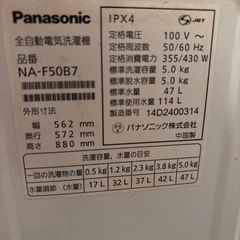 Panasonic
全自動電気洗濯機
品番
NA-F50B7
外形寸法
幅 562 mm
奥行 572 mm
高さ 880 mm
IPX4
S JET
定格電圧 100 V ～
定格周波数 50/60 Hz
定格消費電力 355/430 W
標準洗濯容量 5.0 kg
標準脱水容量 5.0 kg
標準水量 47 L
標準使用水量 114 L
製造番号 14D2400314
パナソニック株式会社
中国製
洗濯容量、水量の目安
一回の洗濯物の量 0.5 kg 1.2 kg 2.3 kg 3.8 kg 5.0 kg
水量調節(水量) 17 L 32 L 37 L 42 L 47 L